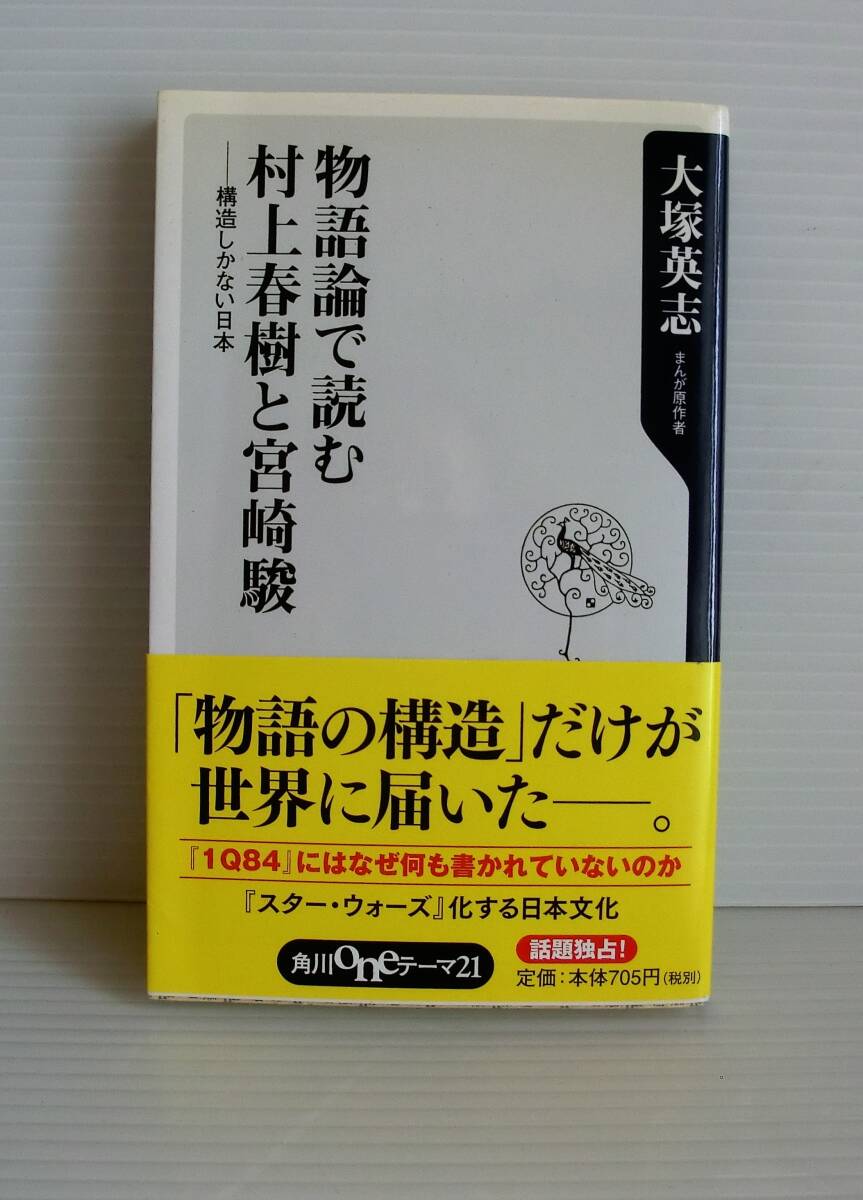 大塚英志
まんが原作者
物語論で読む
村上春樹と宮崎駿
――構造しかない日本
「物語の構造」だけが
世界に届いた――。
『1Q84』にはなぜ何も書かれていないのか
『スター・ウォーズ』化する日本文化
角川oneテーマ21
話題独占!
定価:本体705円(税別)